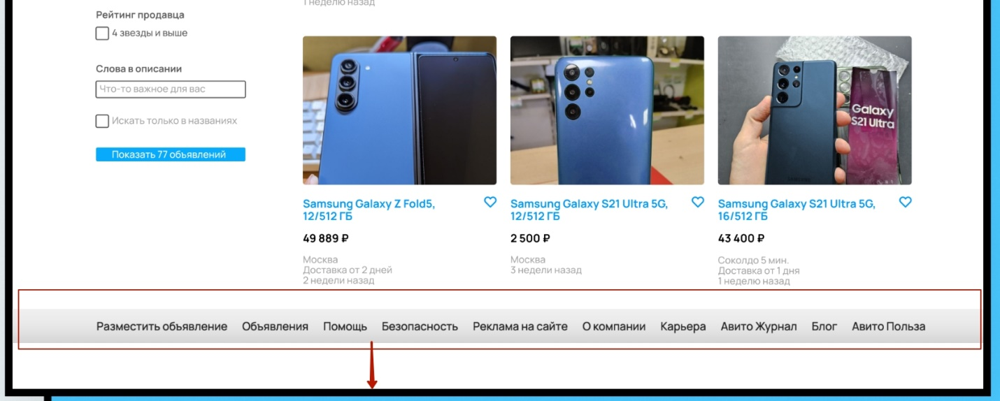 1 неделю назад
Рейтинг продавца
4 звезды и выше
Слова в описании
Что-то важное для вас
Искать только в названиях
Показать 77 объявлений
Galaxy
S21 Ultra
Samsung Galaxy Z Fold5,
12/512 ГБ
49 889 ₽
Москва
Доставка от 2 дней
2 недели назад
Samsung Galaxy S21 Ultra 5G,
12/512 ГБ
2 500 ₽
Москва
3 недели назад
Samsung Galaxy S21 Ultra 5G,
16/512 ГБ
43 400 ₽
Соколдо 5 мин.
Доставка от 1 дня
1 неделю назад
Разместить объявление Объявления Помощь Безопасность Реклама на сайте О компании Карьера Авито Журнал Блог Авито Польза